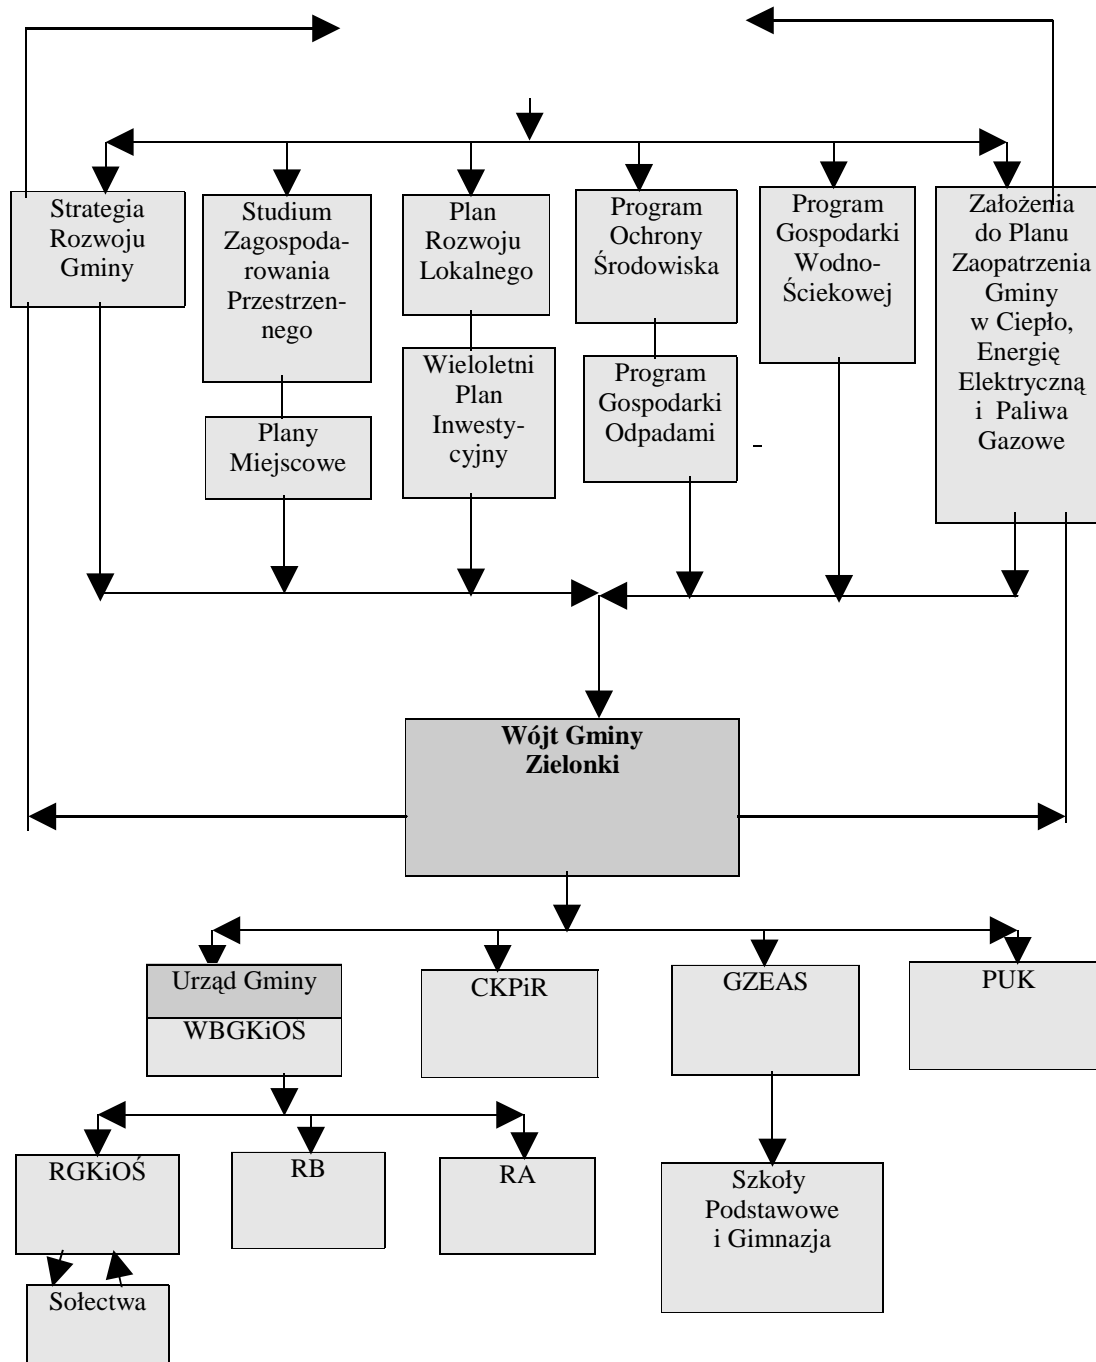 Strategia
Rozwoju
Gminy
Studium
Zagospoda-
rowania
Przestrzen-
nego
Plan
Rozwoju
Lokalnego
Program
Ochrony
Środowiska
Program
Gospodarki
Wodno-
Ściekowej
Założenia
do Planu
Zaopatrzenia
Gminy
w Ciepło,
Energię
Elektryczną
i Paliwa
Gazowe
Plany
Miejscowe
Wieloletni
Plan
Inwesty-
cyjny
Program
Gospodarki
Odpadami
Wójt Gminy
Zielonki
Urząd Gminy
WBGKiOS
CKPiR
GZEAS
PUK
RGKiOŚ
RB
RA
Szkoły
Podstawowe
i Gimnazja
Sołectwa